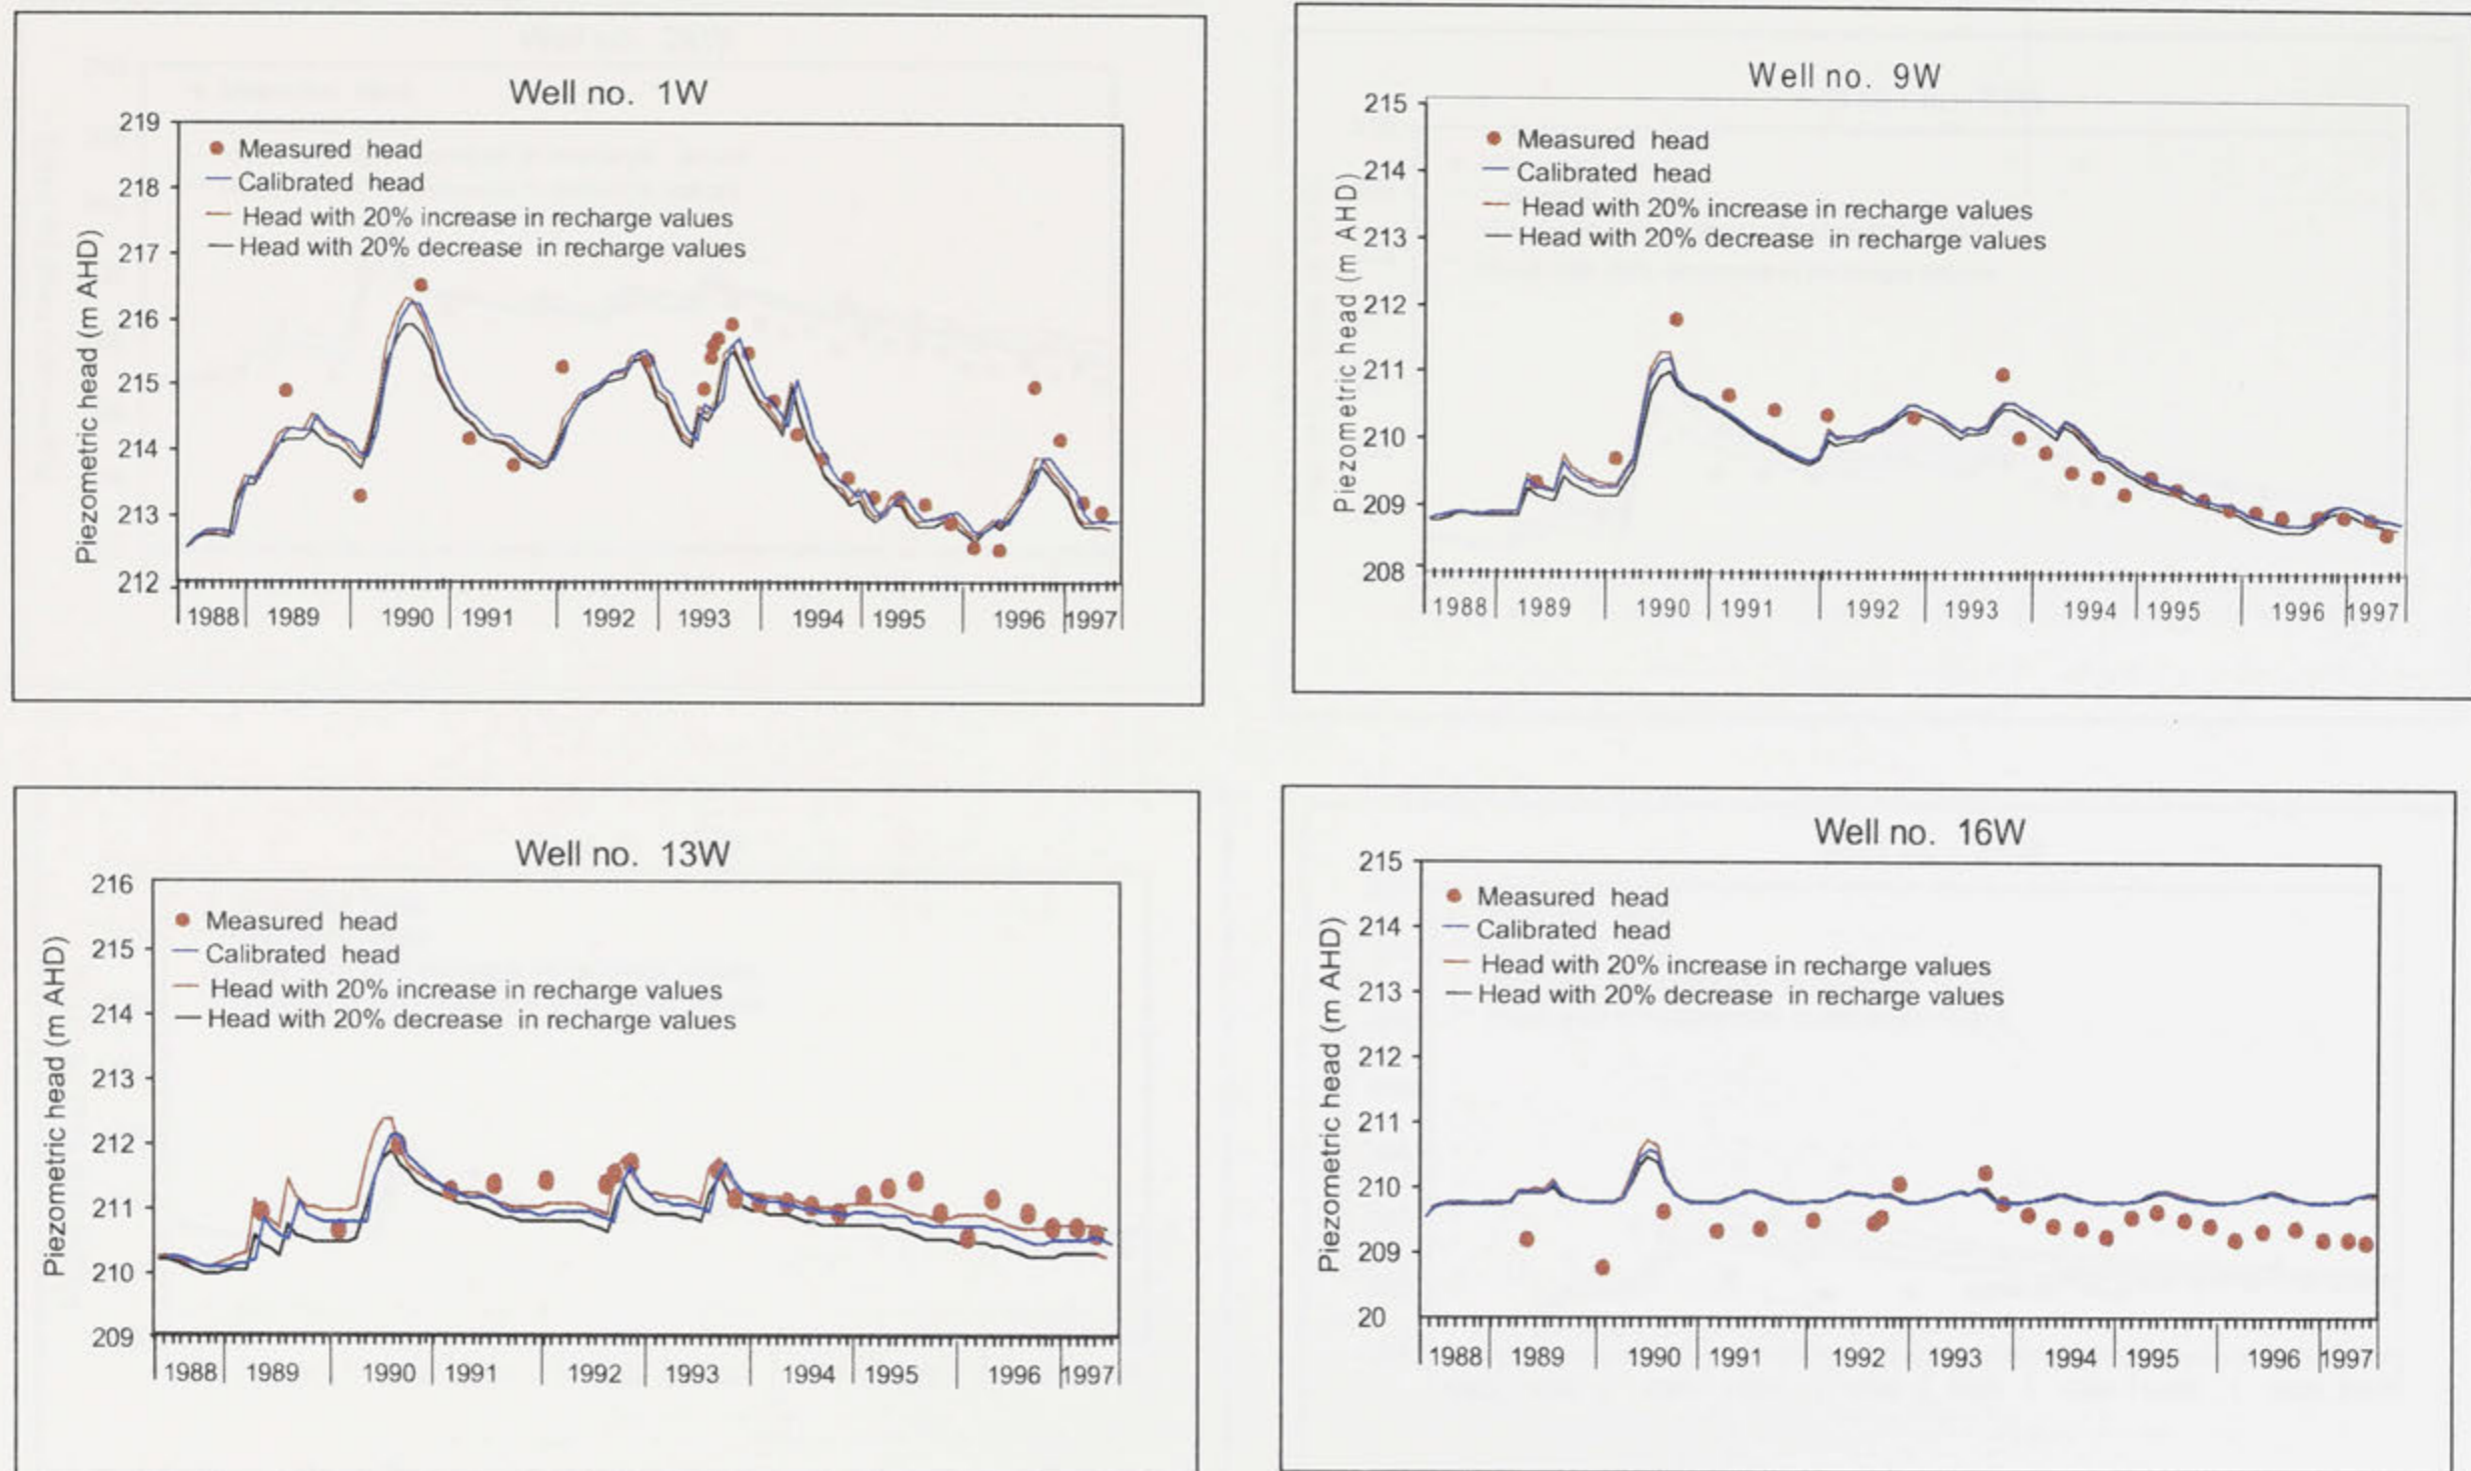 Well no. 1W
219
218
217
216
215
214
213
212
Piezometric head (m AHD)
Measured head
Calibrated head
Head with 20% increase in recharge values
Head with 20% decrease in recharge values
1988 1989 1990 1991 1992 1993 1994 1995 1996 1997
Well no. 9W
215
214
213
212
211
210
209
208
Piezometric head (m AHD)
Measured head
Calibrated head
Head with 20% increase in recharge values
Head with 20% decrease in recharge values
1988 1989 1990 1991 1992 1993 1994 1995 1996 1997
Well no. 13W
216
215
214
213
212
211
210
209
Piezometric head (m AHD)
Measured head
Calibrated head
Head with 20% increase in recharge values
Head with 20% decrease in recharge values
1988 1989 1990 1991 1992 1993 1994 1995 1996 1997
Well no. 16W
215
214
213
212
211
210
209
20
Piezometric head (m AHD)
Measured head
Calibrated head
Head with 20% increase in recharge values
Head with 20% decrease in recharge values
1988 1989 1990 1991 1992 1993 1994 1995 1996 1997